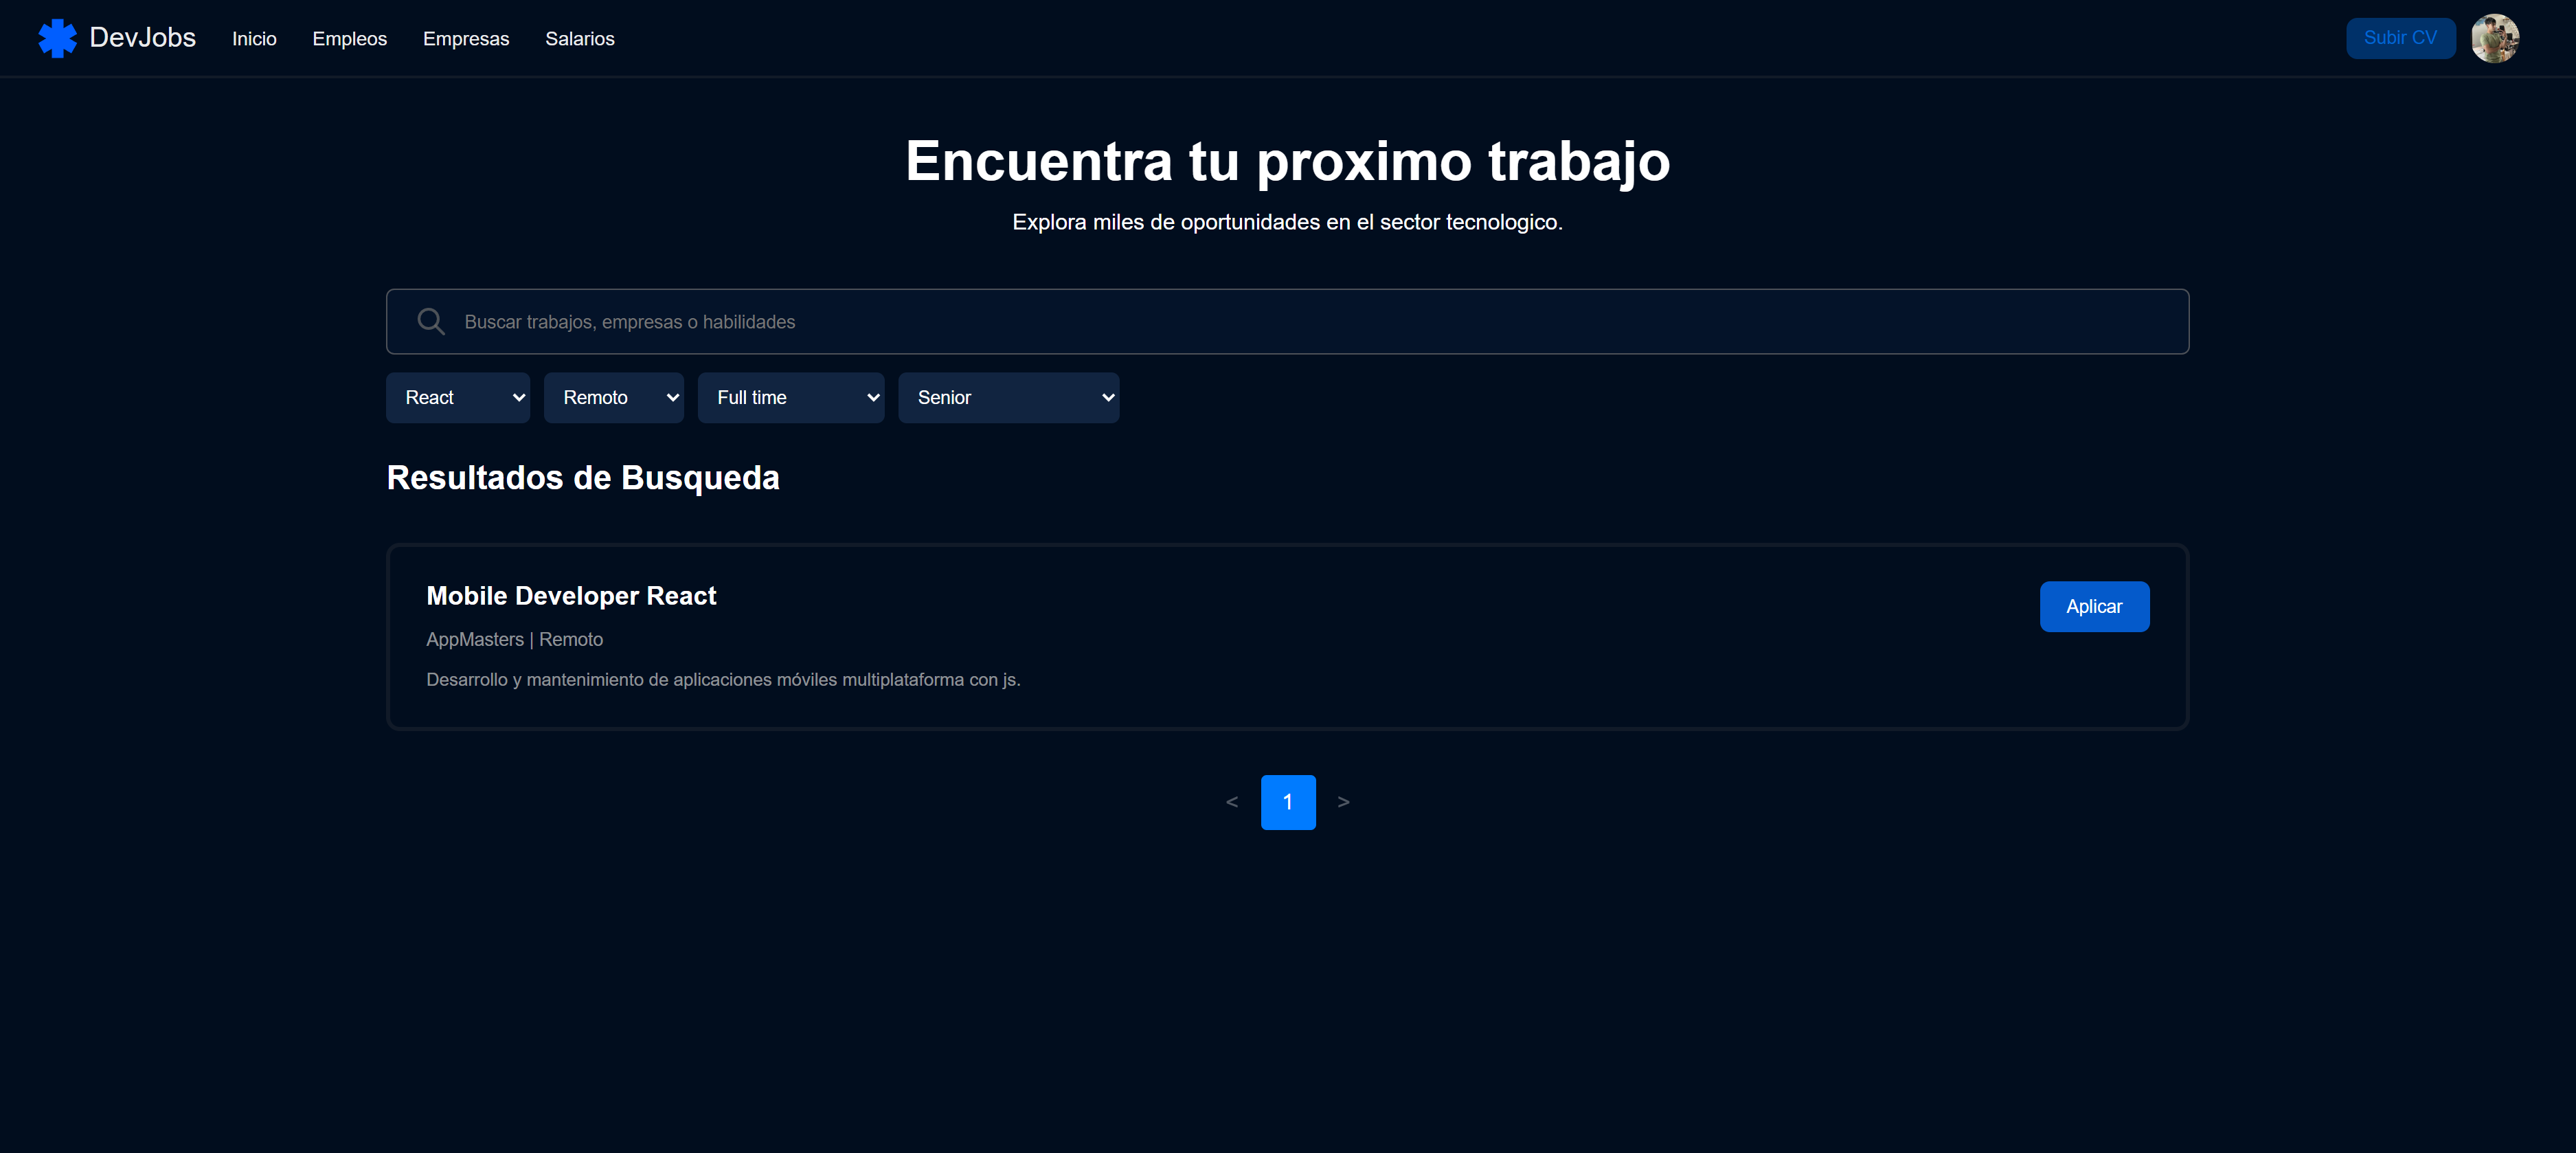 DevJobs Inicio Empleos Empresas Salarios Subir CV
Encuentra tu proximo trabajo
Explora miles de oportunidades en el sector tecnologico.
Buscar trabajos, empresas o habilidades
React Remoto Full time Senior
Resultados de Busqueda
Mobile Developer React
Aplicar
AppMasters | Remoto
Desarrollo y mantenimiento de aplicaciones móviles multiplataforma con js.
< 1 >